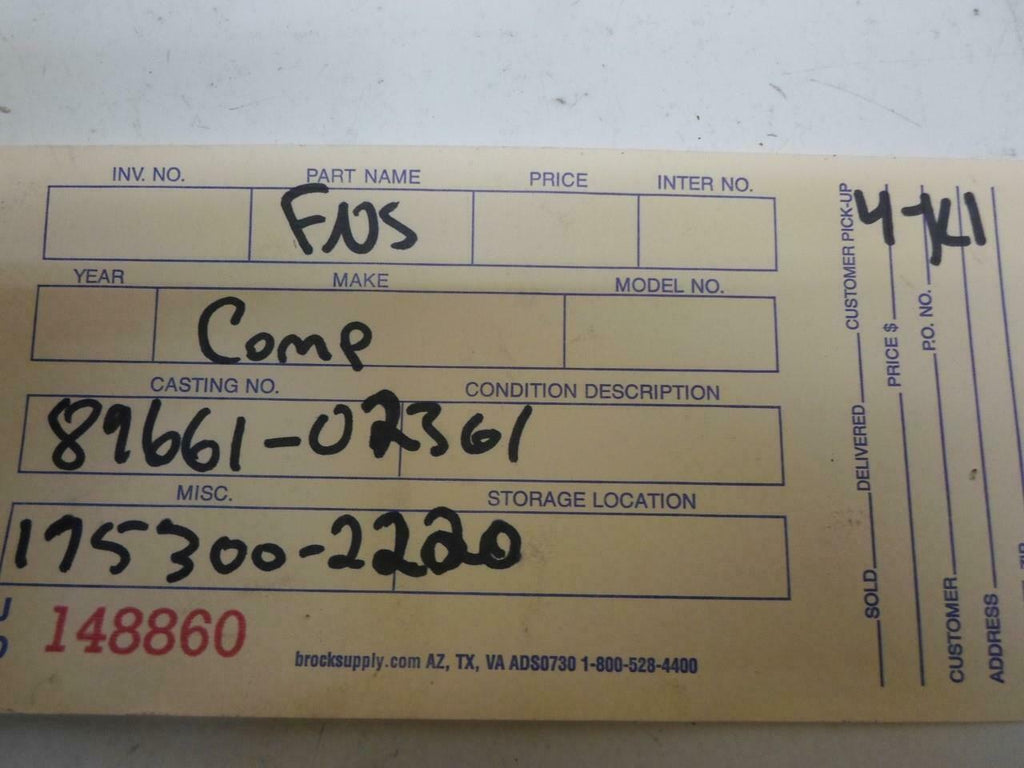 INV. NO. PART NAME PRICE INTER NO.
FNS
YEAR MAKE MODEL NO.
Comp
CASTING NO. CONDITION DESCRIPTION
89661-02361
MISC. STORAGE LOCATION
175300-2220
148860
brocksupply.com AZ, TX, VA ADS0730 1-800-528-4400
SOLD DELIVERED CUSTOMER PICK-UP
PRICE $
P.O. NO.
CUSTOMER
ADDRESS